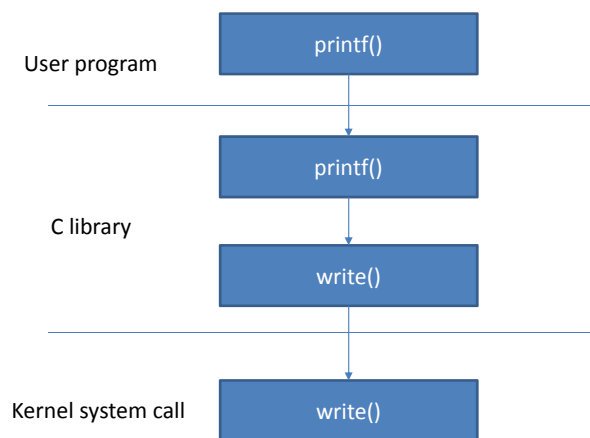 printf()
User program
printf()
C library
write()
Kernel system call
write()